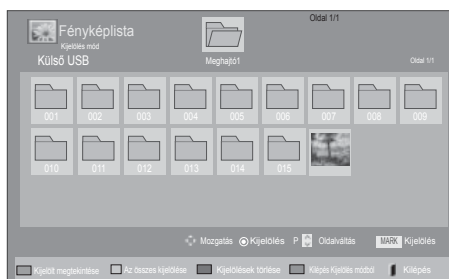 Fényképlista
Kijelölés mód
Külső USB
Meghajtó1
Oldal 1/1
Oldal 1/1
001 002 003 004 005 006 007 008 009
010 011 012 013 014 015
Mozgatás Kijelölés P Oldalváltás MARK Kijelölés
Kijelölt megtekintése Az összes kijelölése Kijelölések törlése Kilépés Kijelölés módból Kilépés